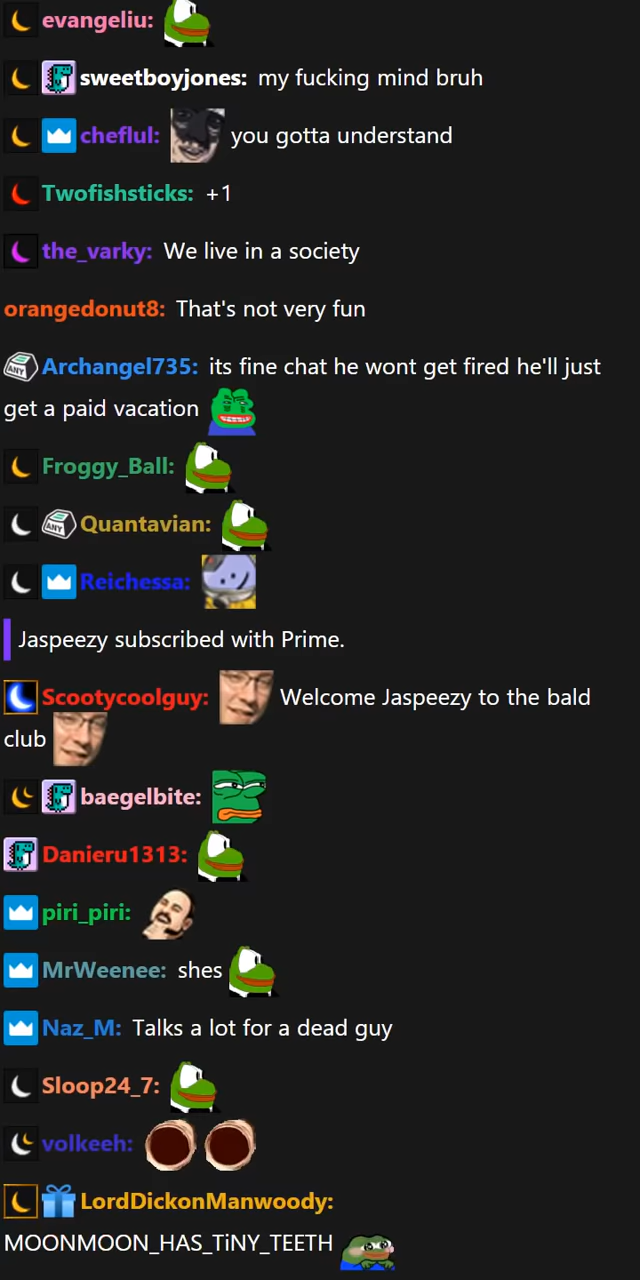 evangeliu:
sweetboyjones: my fucking mind bruh
cheflul: you gotta understand
Twofishsticks: +1
the_varky: We live in a society
orangedonut8: That's not very fun
ANY Archangel735: its fine chat he wont get fired he'll just
get a paid vacation
Froggy_Ball:
ANY Quantavian:
Reichessa:
Jaspeezy subscribed with Prime.
Scootycoolguy: Welcome Jaspeezy to the bald
club
baegelbite:
Danieru1313:
piri_piri:
MrWeenee: shes
Naz_M: Talks a lot for a dead guy
Sloop24_7:
volkeeh:
LordDickonManwoody:
MOONMOON_HAS_TiNY_TEETH